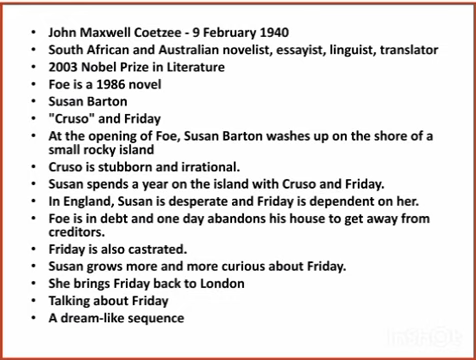 • John Maxwell Coetzee - 9 February 1940
• South African and Australian novelist, essayist, linguist, translator
• 2003 Nobel Prize in Literature
• Foe is a 1986 novel
• Susan Barton
• "Cruso" and Friday
• At the opening of Foe, Susan Barton washes up on the shore of a
small rocky island
• Cruso is stubborn and irrational.
• Susan spends a year on the island with Cruso and Friday.
• In England, Susan is desperate and Friday is dependent on her.
• Foe is in debt and one day abandons his house to get away from
creditors.
• Friday is also castrated.
• Susan grows more and more curious about Friday.
• She brings Friday back to London
• Talking about Friday
• A dream-like sequence
InShOt